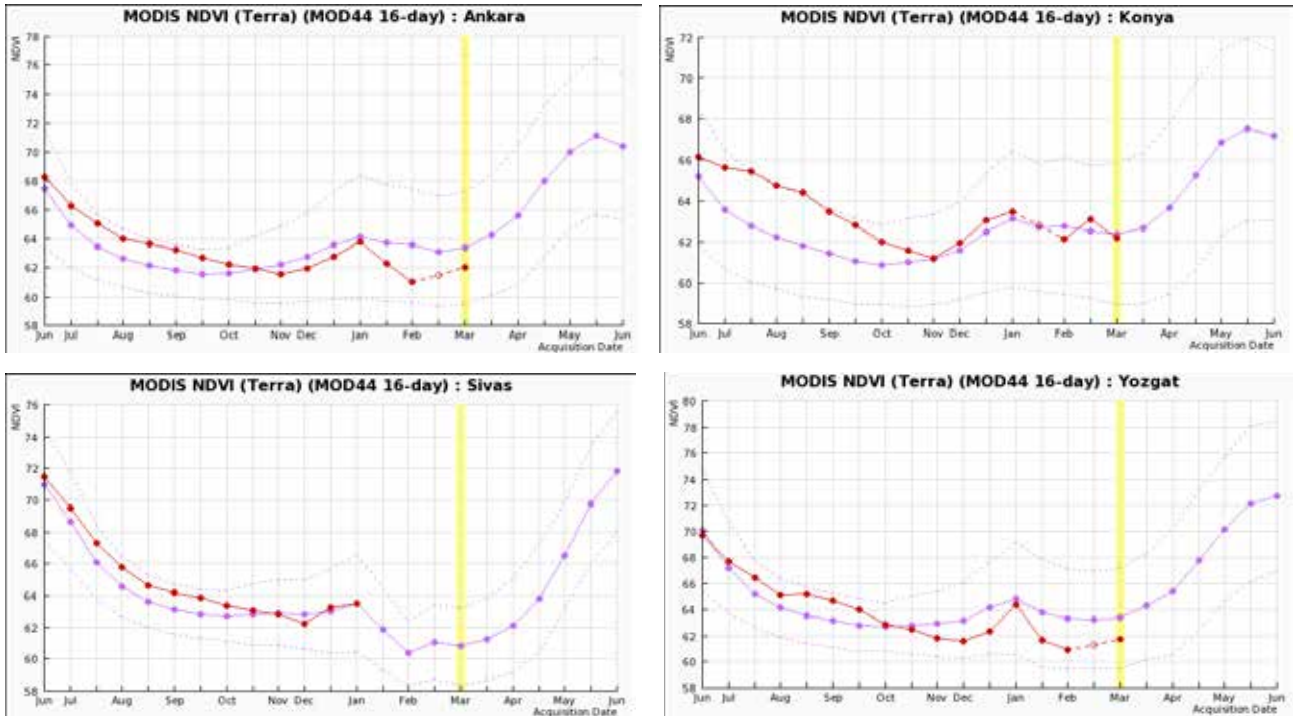 MODIS NDVI (Terra) (MOD44 16-day) : Ankara
NDVI
78
76
74
72
70
68
66
64
62
60
58
Jun Jul Aug Sep Oct Nov Dec Jan Feb Mar Apr May Jun
Acquisition Date
MODIS NDVI (Terra) (MOD44 16-day) : Konya
NDVI
72
70
68
66
64
62
60
58
Jun Jul Aug Sep Oct Nov Dec Jan Feb Mar Apr May Jun
Acquisition Date
MODIS NDVI (Terra) (MOD44 16-day) : Sivas
NDVI
76
74
72
70
68
66
64
62
60
58
Jun Jul Aug Sep Oct Nov Dec Jan Feb Mar Apr May Jun
Acquisition Date
MODIS NDVI (Terra) (MOD44 16-day) : Yozgat
NDVI
80
78
76
74
72
70
68
66
64
62
60
58
Jun Jul Aug Sep Oct Nov Dec Jan Feb Mar Apr May Jun
Acquisition Date